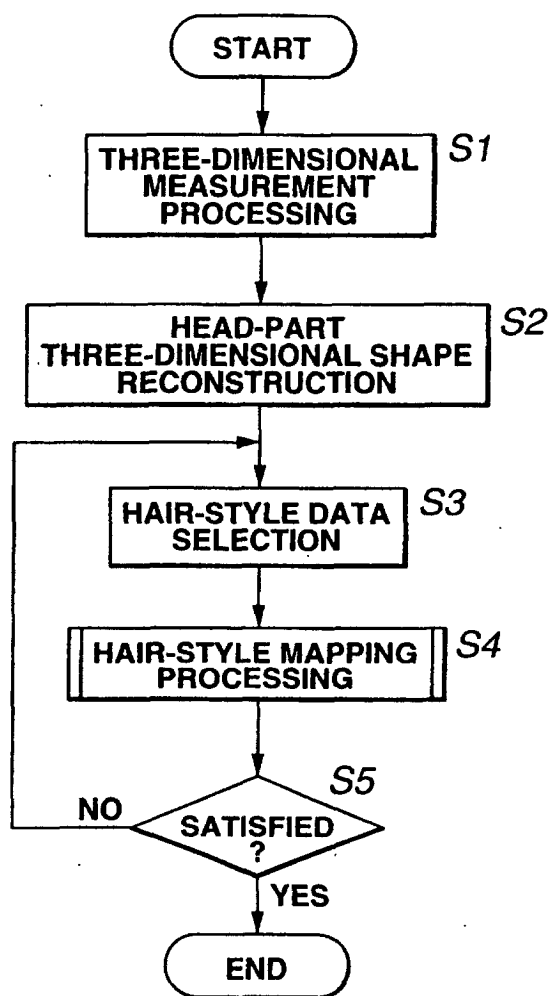 START
S1
THREE-DIMENSIONAL
MEASUREMENT
PROCESSING
S2
HEAD-PART
THREE-DIMENSIONAL SHAPE
RECONSTRUCTION
S3
HAIR-STYLE DATA
SELECTION
S4
HAIR-STYLE MAPPING
PROCESSING
S5
NO
SATISFIED
?
YES
END